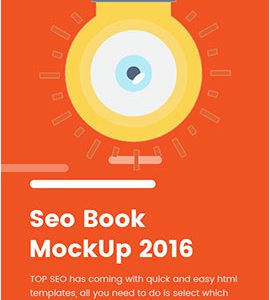 Seo Book
MockUp 2016
TOP SEO has coming with quick and easy html
templates, all you need to do is select which